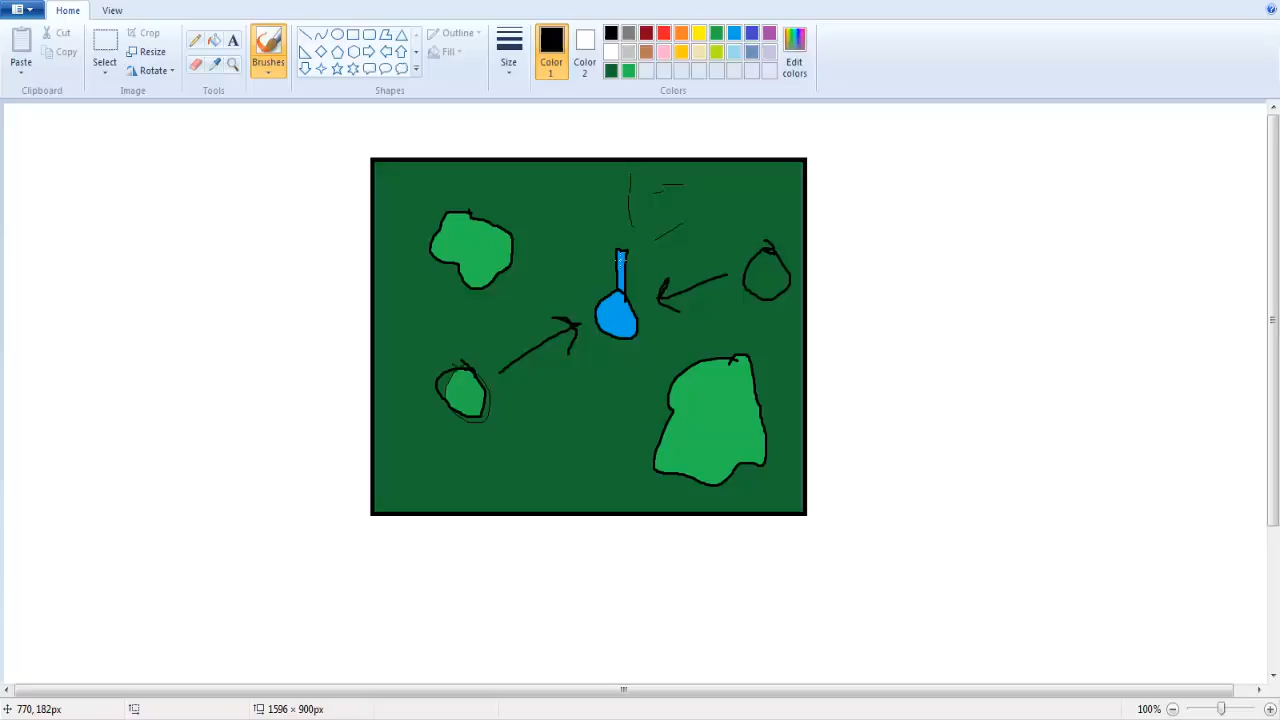 Home View
Paste
Cut
Copy
Clipboard
Select
Crop
Resize
Rotate
Image
A
Tools
Brushes
Outline
Fill
Shapes
Size
Color 1
Color 2
Edit colors
Colors
770, 182px
1596 × 900px
100%